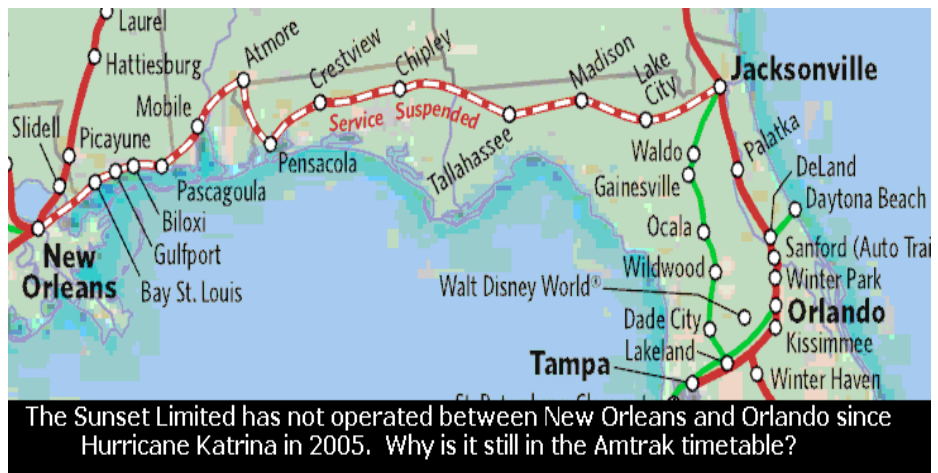 Laurel
Hattiesburg
Atmore
Crestview
Chipley
Madison
Lake
City
Jacksonville
Mobile
Slidell
Picayune
Service Suspended
Pensacola
Tallahassee
Waldo
Palatka
Gainesville
DeLand
Daytona Beach
Pascagoula
Biloxi
Gulfport
Bay St. Louis
New
Orleans
Ocala
Sanford (Auto Trai
Wildwood
Winter Park
Walt Disney World®
Orlando
Dade City
Kissimmee
Lakeland
Tampa
Winter Haven
The Sunset Limited has not operated between New Orleans and Orlando since
Hurricane Katrina in 2005. Why is it still in the Amtrak timetable?